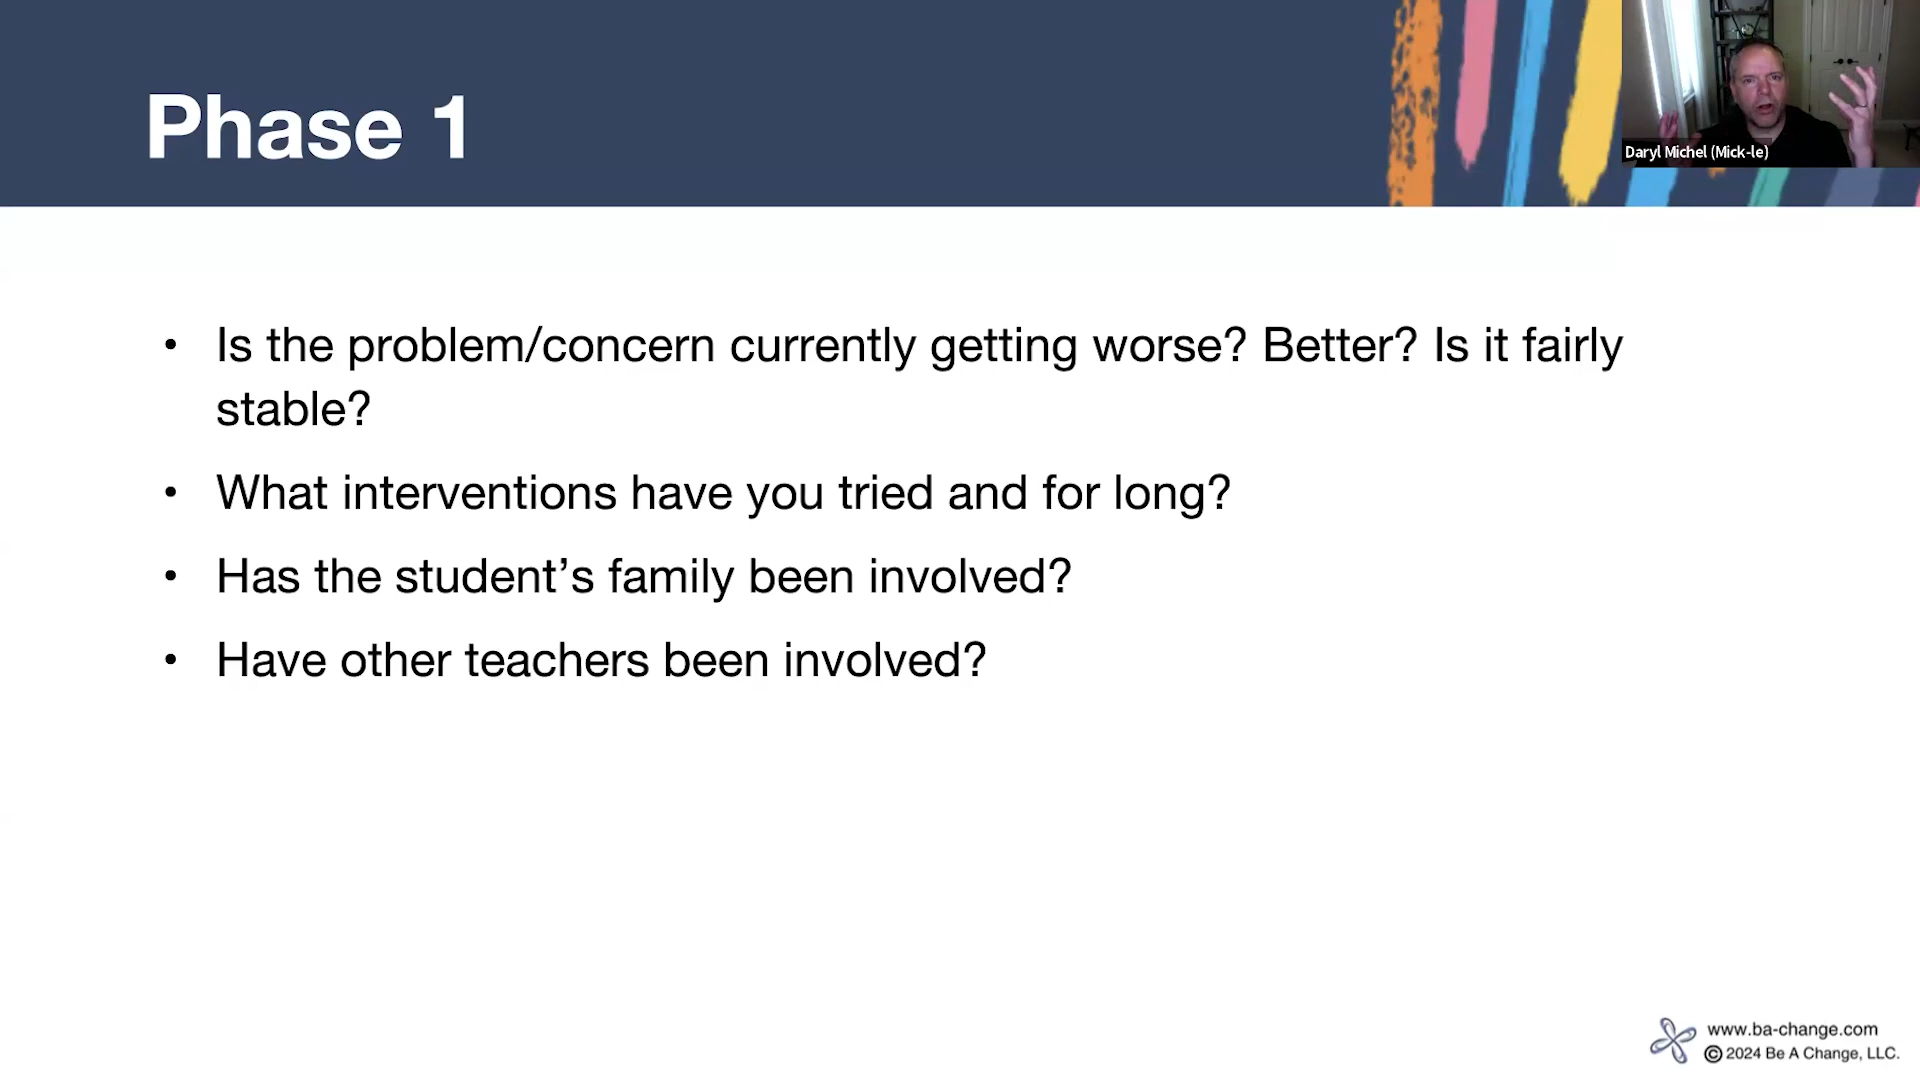 Phase 1
Daryl Michel (Mick-le)
• Is the problem/concern currently getting worse? Better? Is it fairly
stable?
• What interventions have you tried and for long?
• Has the student’s family been involved?
• Have other teachers been involved?
www.ba-change.com
© 2024 Be A Change, LLC.